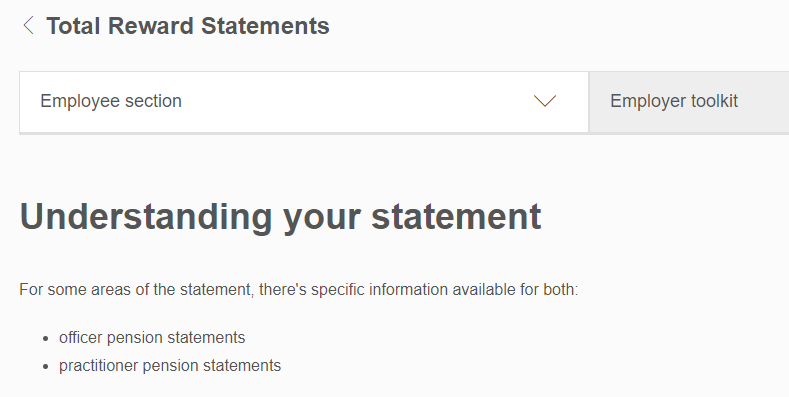 Total Reward Statements
Employee section
Employer toolkit
Understanding your statement
For some areas of the statement, there's specific information available for both:
officer pension statements
practitioner pension statements